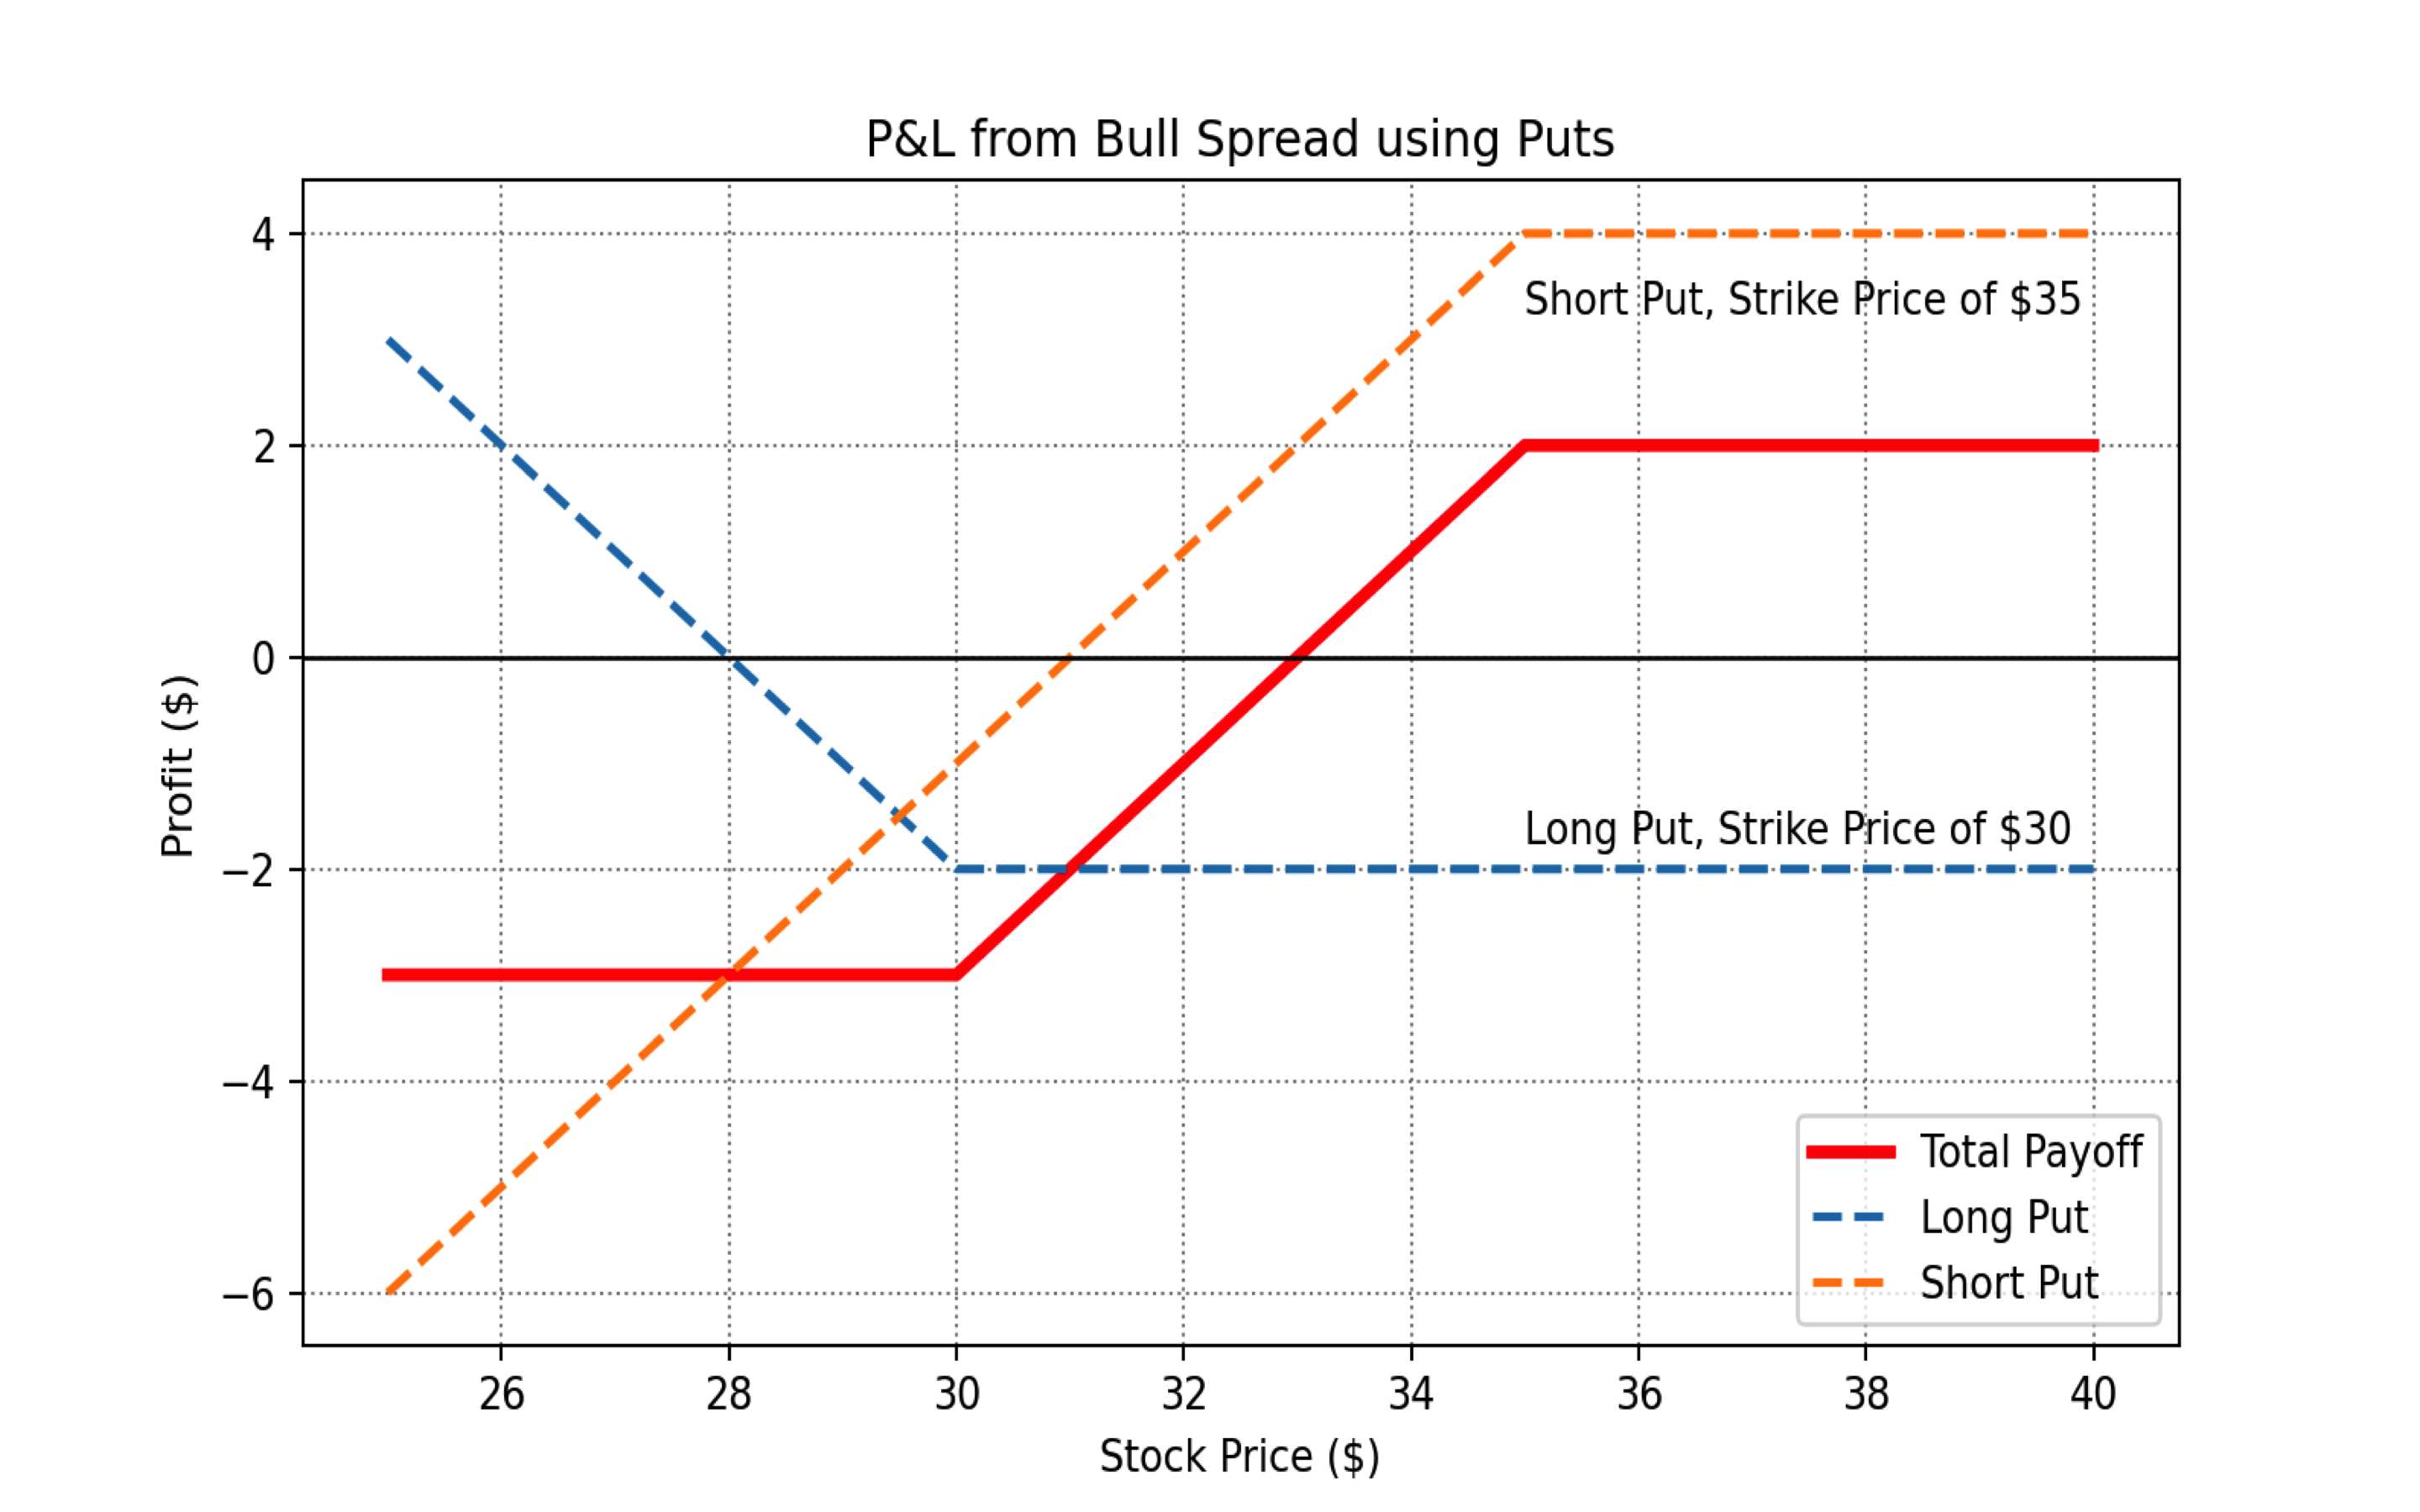 P&L from Bull Spread using Puts
4
2
0
−2
−4
−6
Profit ($)
Short Put, Strike Price of $35
Long Put, Strike Price of $30
Total Payoff
Long Put
Short Put
26 28 30 32 34 36 38 40
Stock Price ($)